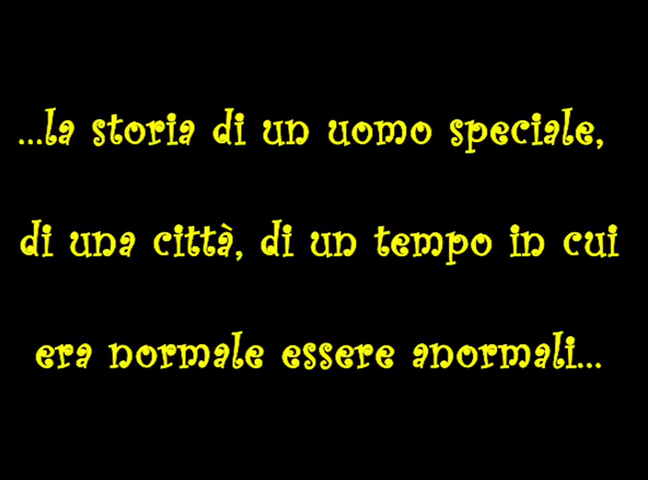 ...la storia di un uomo speciale,
di una città, di un tempo in cui
era normale essere anormali...